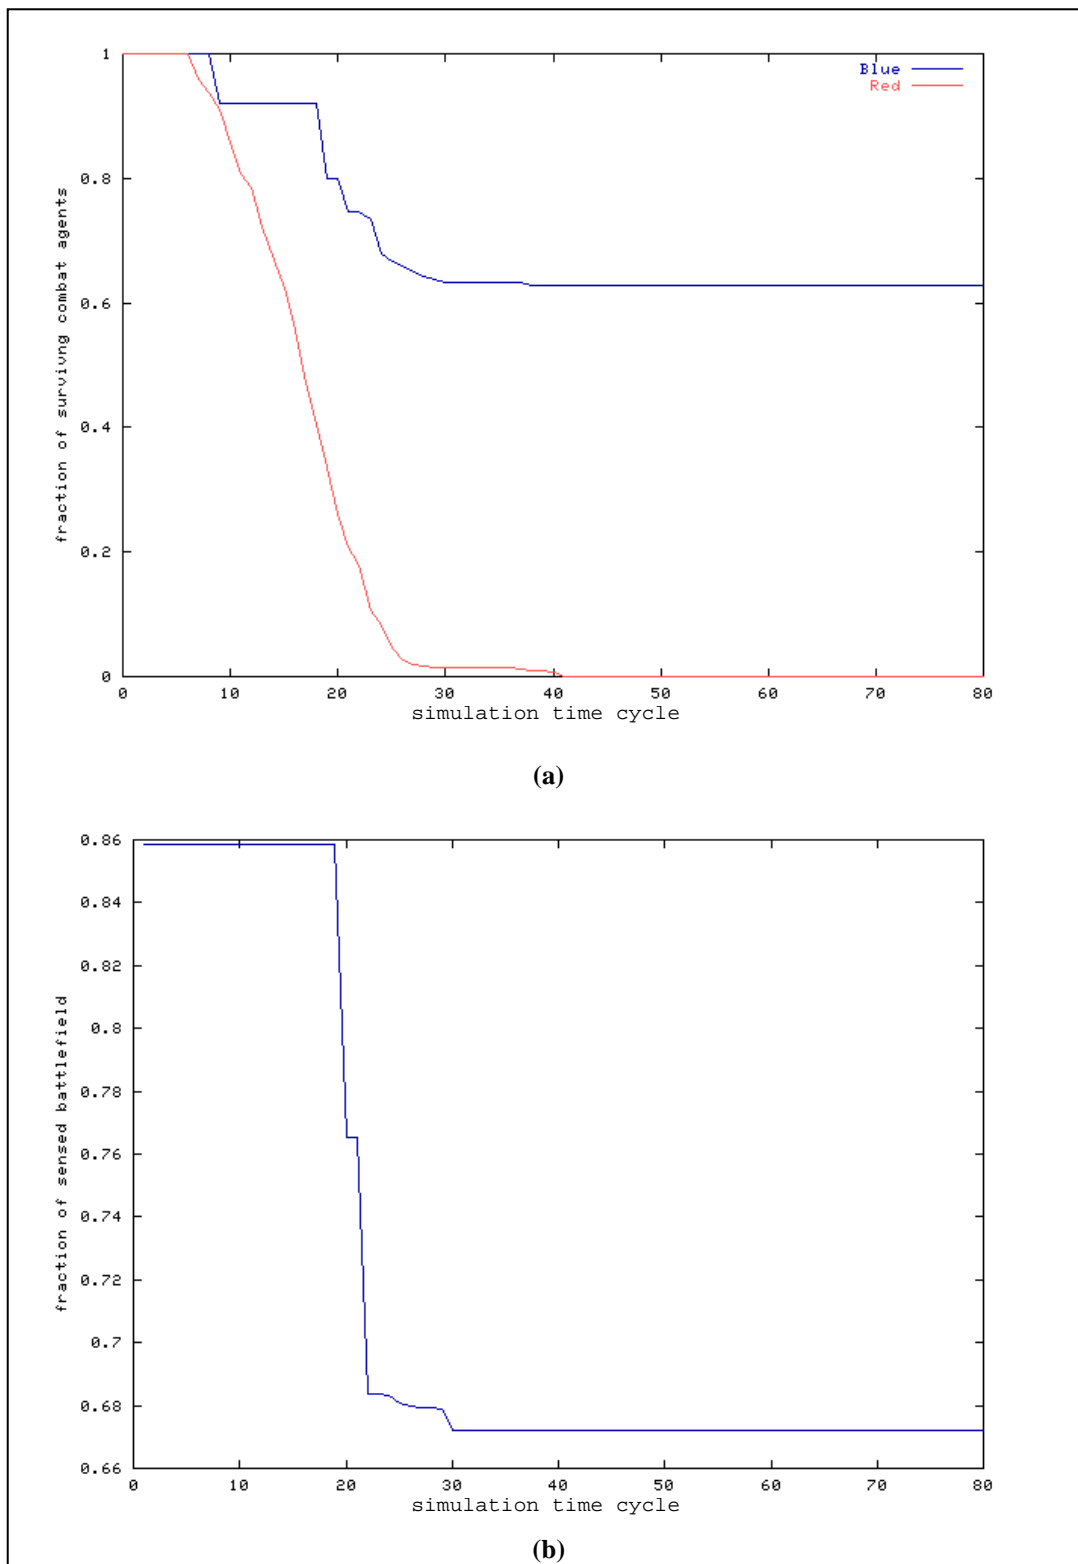 1
Blue
Red
0.8
0.6
0.4
0.2
0
fraction of survivng combat agents
0 10 20 30 40 50 60 70 80
simulation time cycle
(a)
0.86
0.84
0.82
0.8
0.78
0.76
0.74
0.72
0.7
0.68
0.66
fraction of sensed battlefield
0 10 20 30 40 50 60 70 80
simulation time cycle
(b)